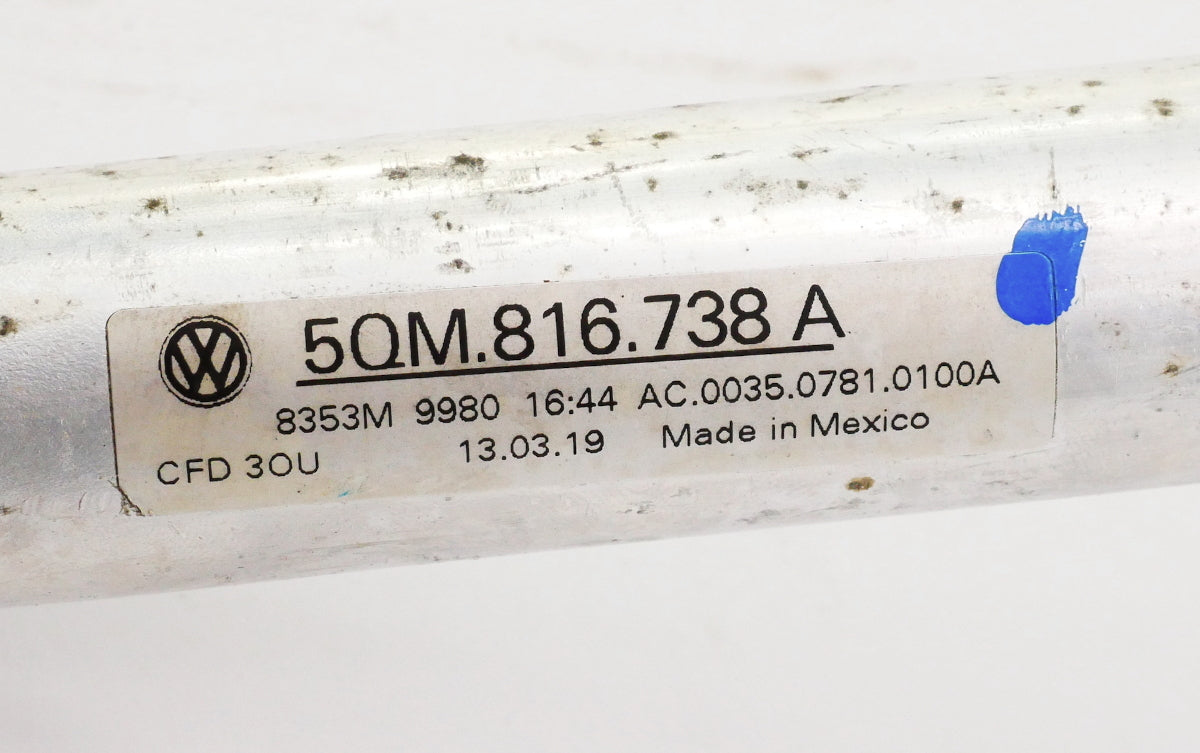 5QM.816.738 A
8353M 9980 16:44 AC.0035.0781.0100A
CFD 3OU 13.03.19 Made in Mexico